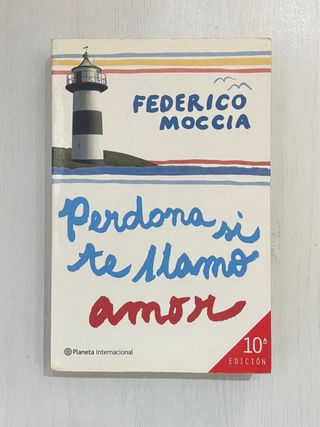 FEDERICO
MOCCIA
Perdona si
te llamo
amor
Planeta Internacional
10ª
EDICIÓN